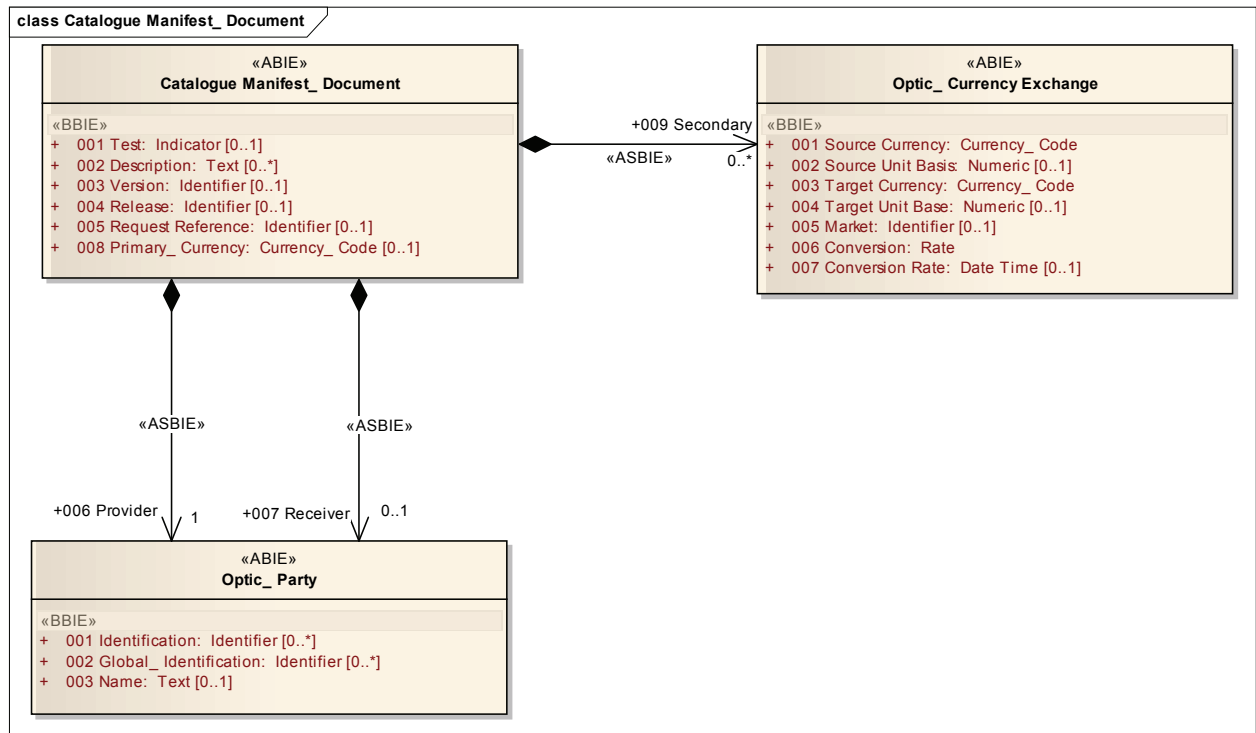 class Catalogue Manifest_ Document
«ABIE»
Catalogue Manifest_ Document
«BBIE»
+ 001 Test: Indicator [0..1]
+ 002 Description: Text [0..*]
+ 003 Version: Identifier [0..1]
+ 004 Release: Identifier [0..1]
+ 005 Request Reference: Identifier [0..1]
+ 008 Primary_ Currency: Currency_ Code [0..1]
+009 Secondary
«ASBIE»
0..*
«ABIE»
Optic_ Currency Exchange
«BBIE»
+ 001 Source Currency: Currency_ Code
+ 002 Source Unit Basis: Numeric [0..1]
+ 003 Target Currency: Currency_ Code
+ 004 Target Unit Base: Numeric [0..1]
+ 005 Market: Identifier [0..1]
+ 006 Conversion: Rate
+ 007 Conversion Rate: Date Time [0..1]
«ASBIE»
«ASBIE»
+006 Provider
1
+007 Receiver
0..1
«ABIE»
Optic_ Party
«BBIE»
+ 001 Identification: Identifier [0..*]
+ 002 Global_ Identification: Identifier [0..*]
+ 003 Name: Text [0..1]